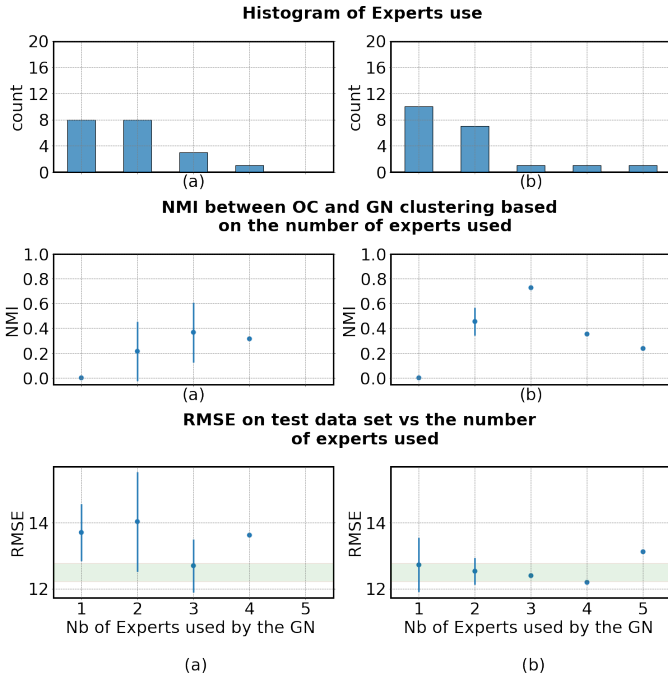 Histogram of Experts use
20
16
12
8
4
0
count
(a)
20
16
12
8
4
0
count
(b)
NMI between OC and GN clustering based
on the number of experts used
1.0
0.8
0.6
0.4
0.2
0.0
NMI
(a)
1.0
0.8
0.6
0.4
0.2
0.0
NMI
(b)
RMSE on test data set vs the number
of experts used
14
12
RMSE
1 2 3 4 5
Nb of Experts used by the GN
(a)
14
12
RMSE
1 2 3 4 5
Nb of Experts used by the GN
(b)